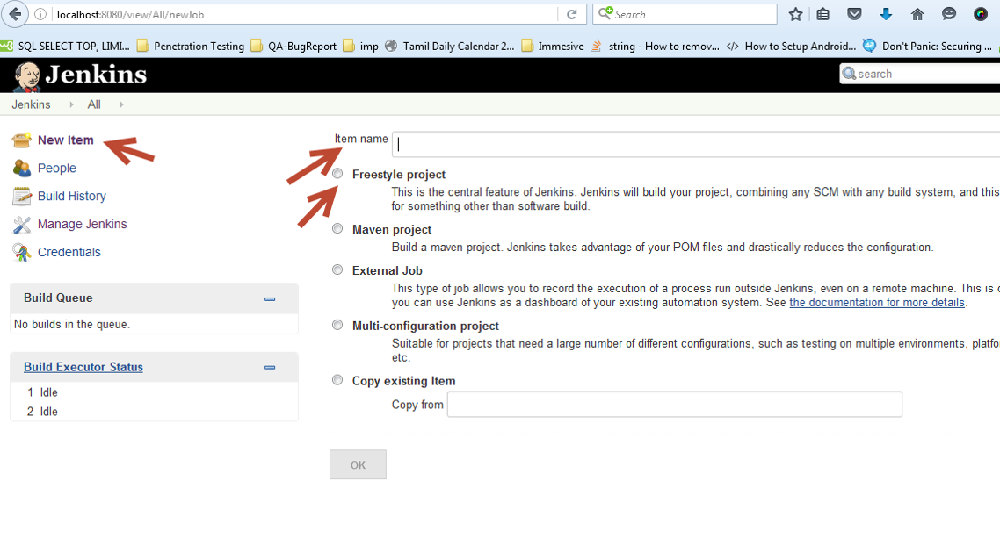 localhost:8080/view/All/newJob
Search
SQL SELECT TOP, LIMI... Penetration Testing QA-BugReport imp Tamil Daily Calendar 2... Immesive string - How to remov... </> How to Setup Android... Don't Panic: Securing ...
Jenkins
search
Jenkins All
New Item
People
Build History
Manage Jenkins
Credentials
Build Queue
No builds in the queue.
Build Executor Status
1 Idle
2 Idle
Item name
Freestyle project
This is the central feature of Jenkins. Jenkins will build your project, combining any SCM with any build system, and this
for something other than software build.
Maven project
Build a maven project. Jenkins takes advantage of your POM files and drastically reduces the configuration.
External Job
This type of job allows you to record the execution of a process run outside Jenkins, even on a remote machine. This is
you can use Jenkins as a dashboard of your existing automation system. See the documentation for more details.
Multi-configuration project
Suitable for projects that need a large number of different configurations, such as testing on multiple environments, platfo
etc.
Copy existing Item
Copy from
OK